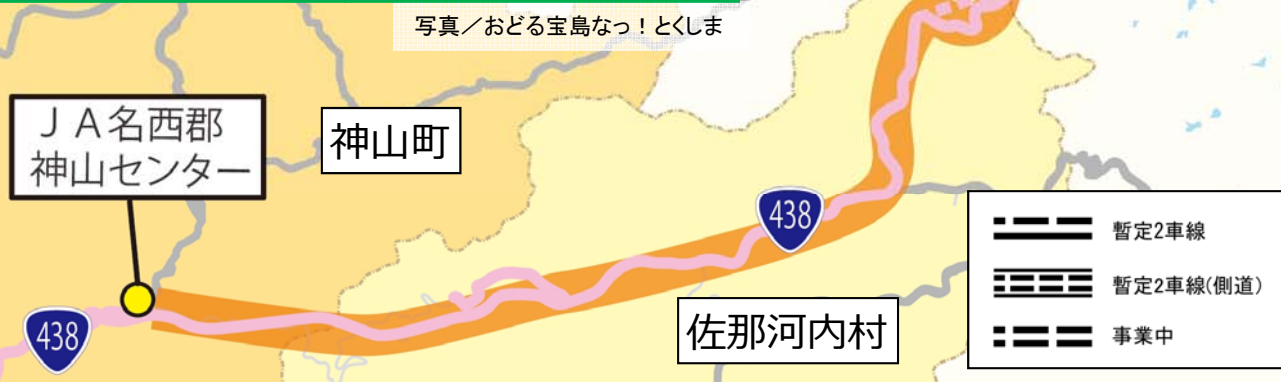 写真／おどる宝島なっ！とくしま
ＪＡ名西郡
神山センター
神山町
438
438
佐那河内村
暫定2車線
暫定2車線(側道)
事業中